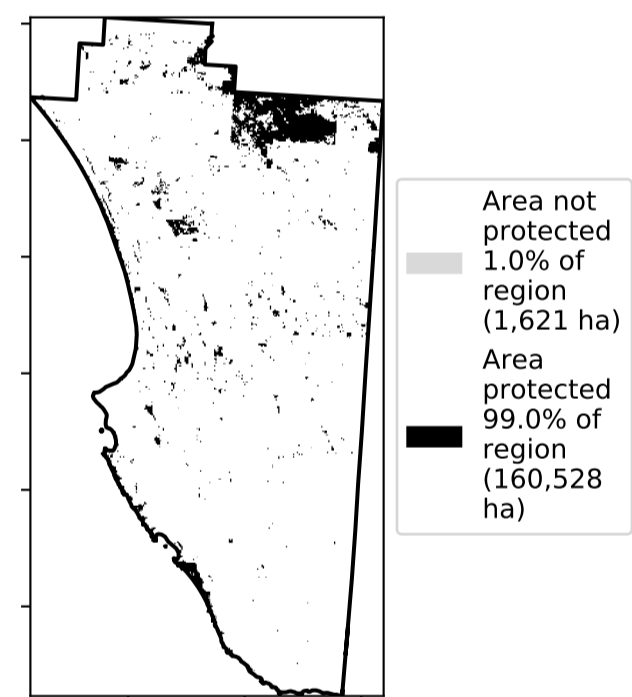 Area not
protected
1.0% of
region
(1,621 ha)
Area
protected
99.0% of
region
(160,528
ha)